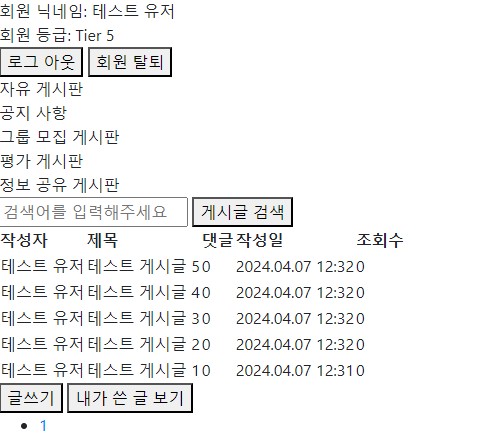 회원 닉네임: 테스트 유저
회원 등급: Tier 5
로그 아웃 회원 탈퇴
자유 게시판
공지 사항
그룹 모집 게시판
평가 게시판
정보 공유 게시판
검색어를 입력해주세요 게시글 검색
작성자 제목 댓글 작성일 조회수
테스트 유저 테스트 게시글 5 0 2024.04.07 12:32 0
테스트 유저 테스트 게시글 4 0 2024.04.07 12:32 0
테스트 유저 테스트 게시글 3 0 2024.04.07 12:32 0
테스트 유저 테스트 게시글 2 0 2024.04.07 12:32 0
테스트 유저 테스트 게시글 1 0 2024.04.07 12:31 0
글쓰기 내가 쓴 글 보기
• 1